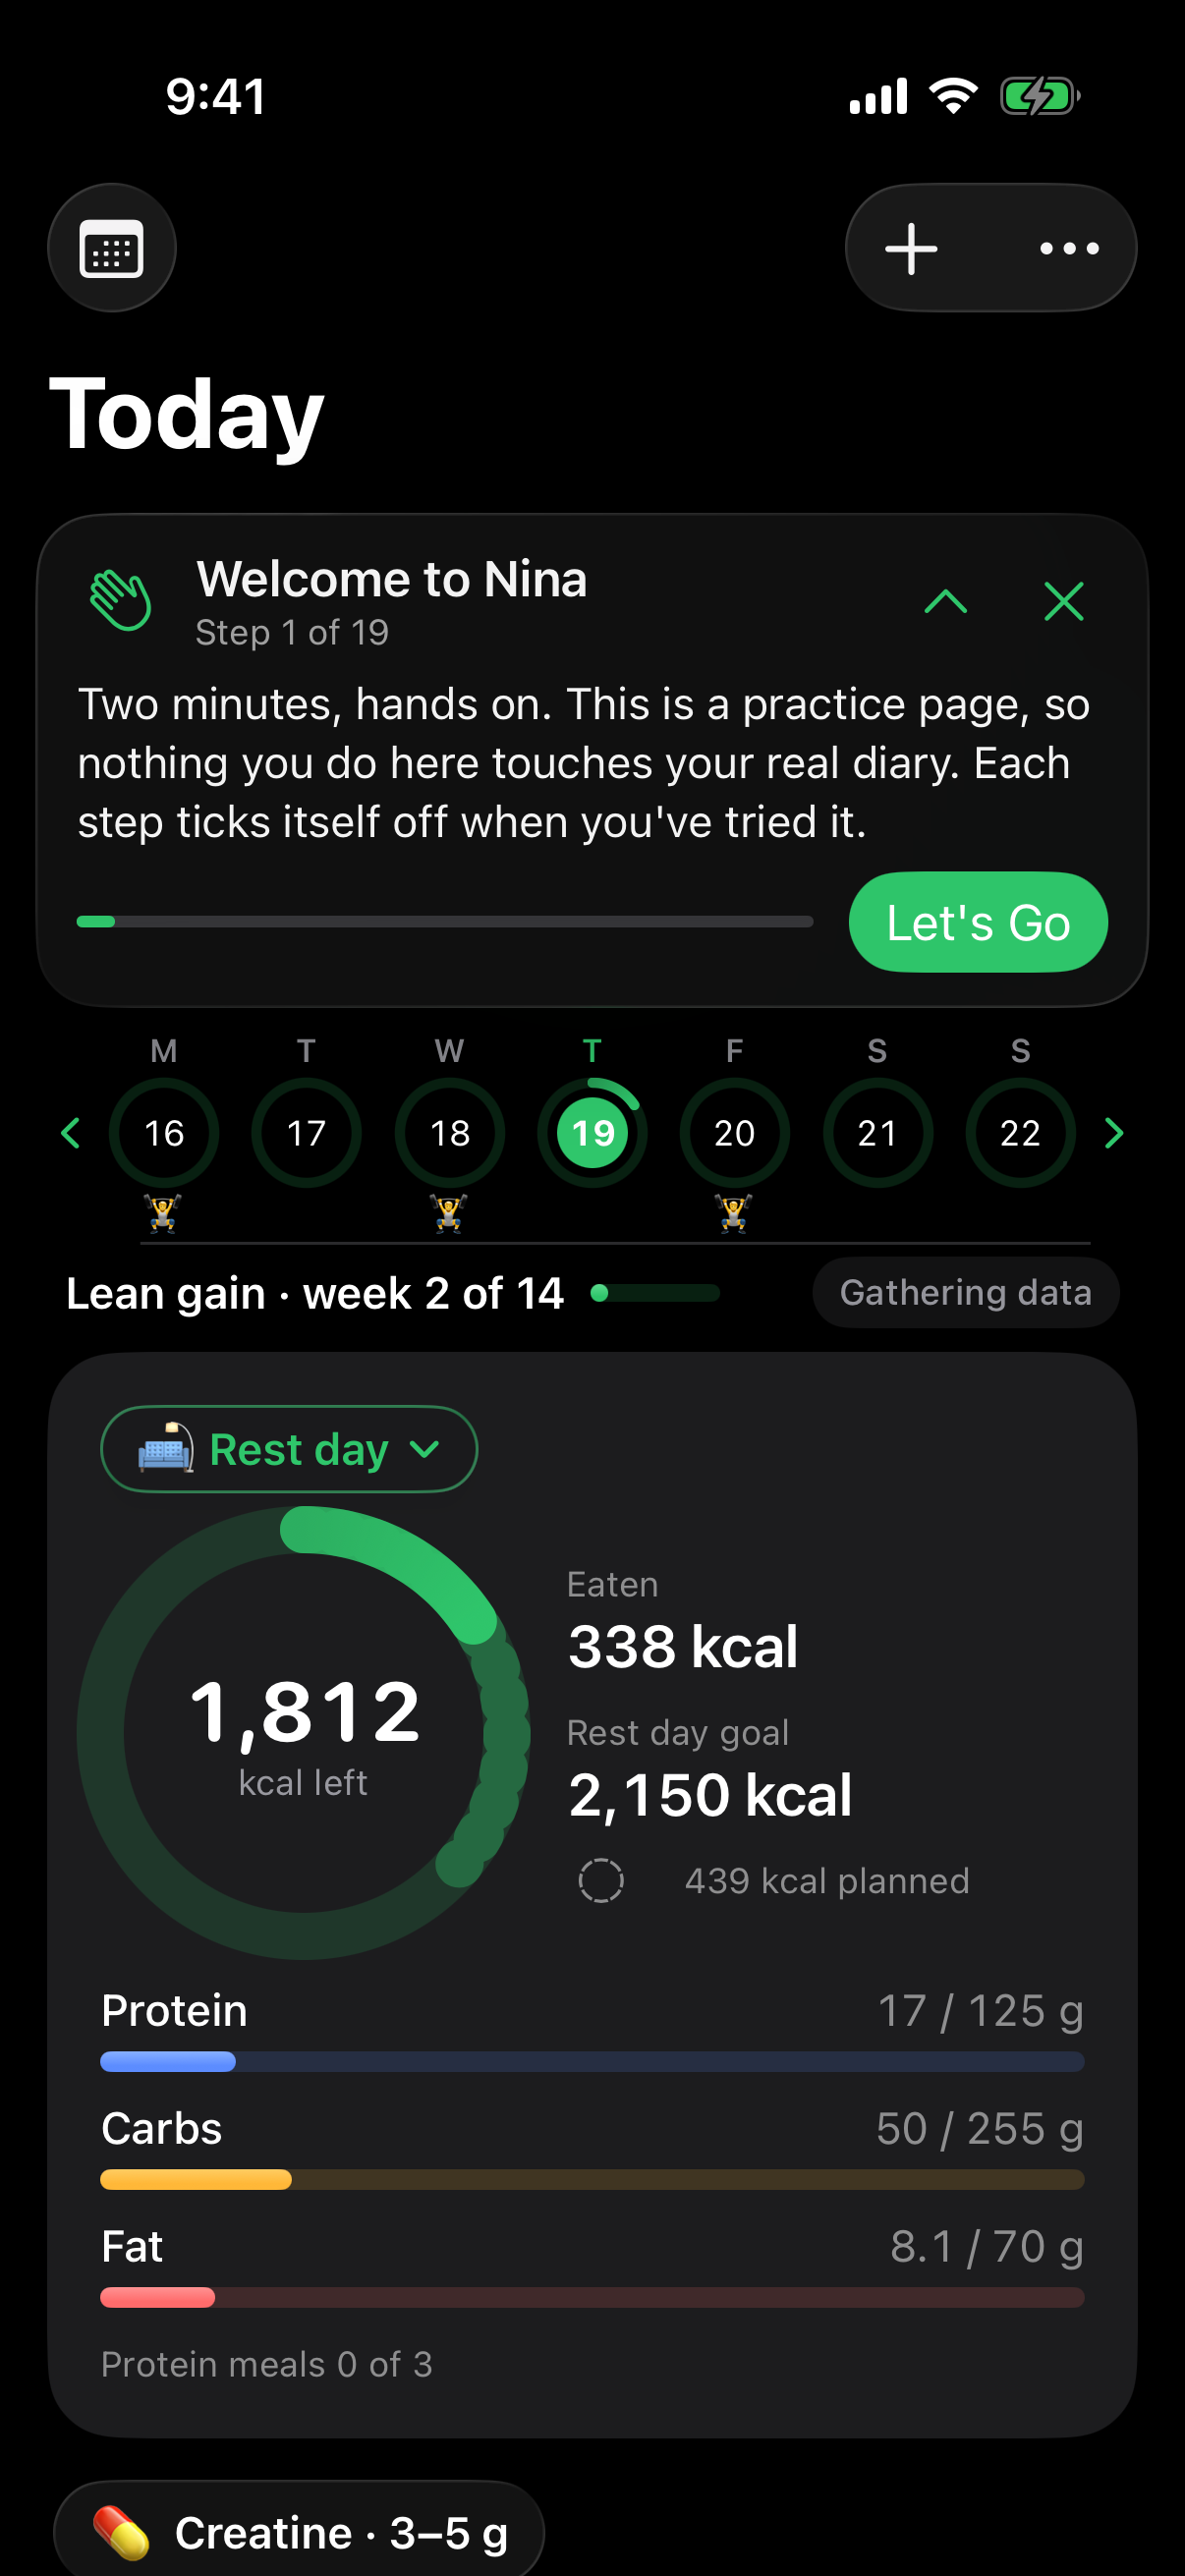 9:41
Today
Welcome to Nina
Step 1 of 19
Two minutes, hands on. This is a practice page, so
nothing you do here touches your real diary. Each
step ticks itself off when you've tried it.
Let's Go
M T W T F S S
16 17 18 19 20 21 22
Lean gain · week 2 of 14
Gathering data
Rest day
1,812
kcal left
Eaten
338 kcal
Rest day goal
2,150 kcal
439 kcal planned
Protein 17 / 125 g
Carbs 50 / 255 g
Fat 8.1 / 70 g
Protein meals 0 of 3
Creatine · 3–5 g